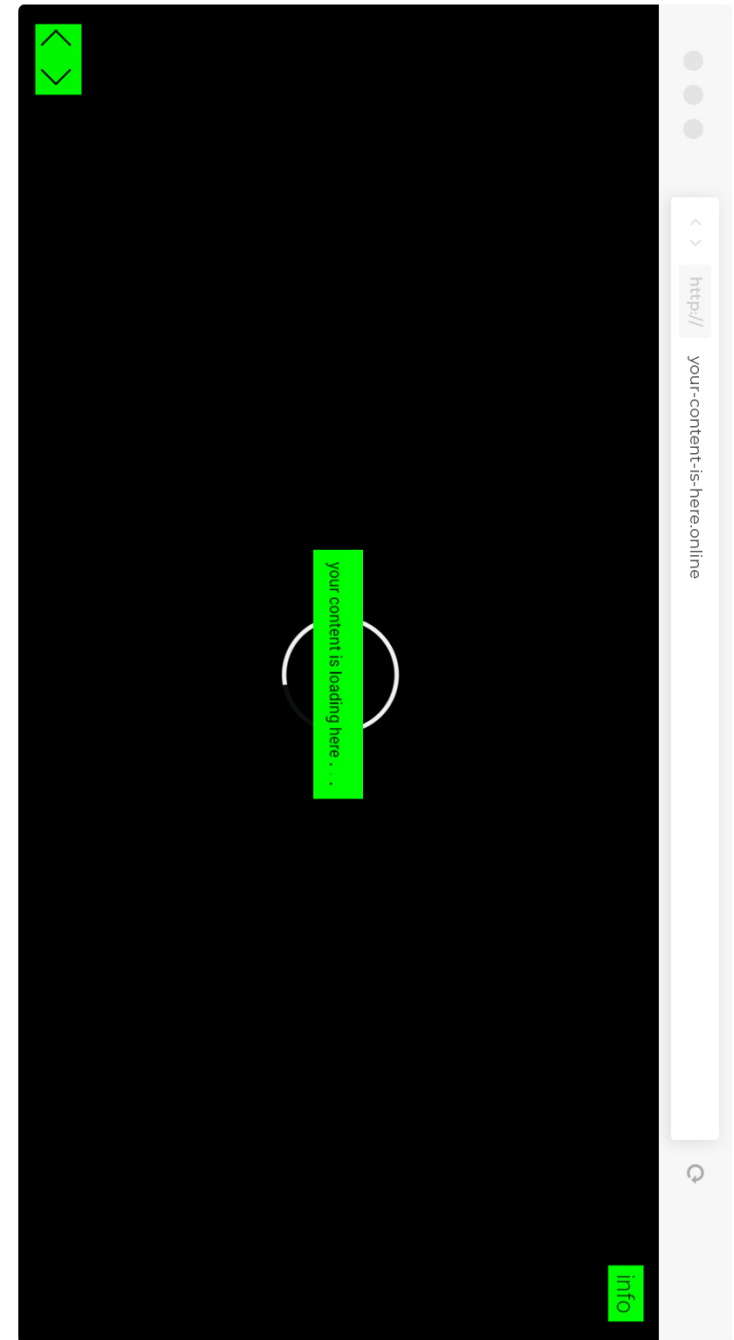 http://
your-content-is-here.online
info
your content is loading here . . .